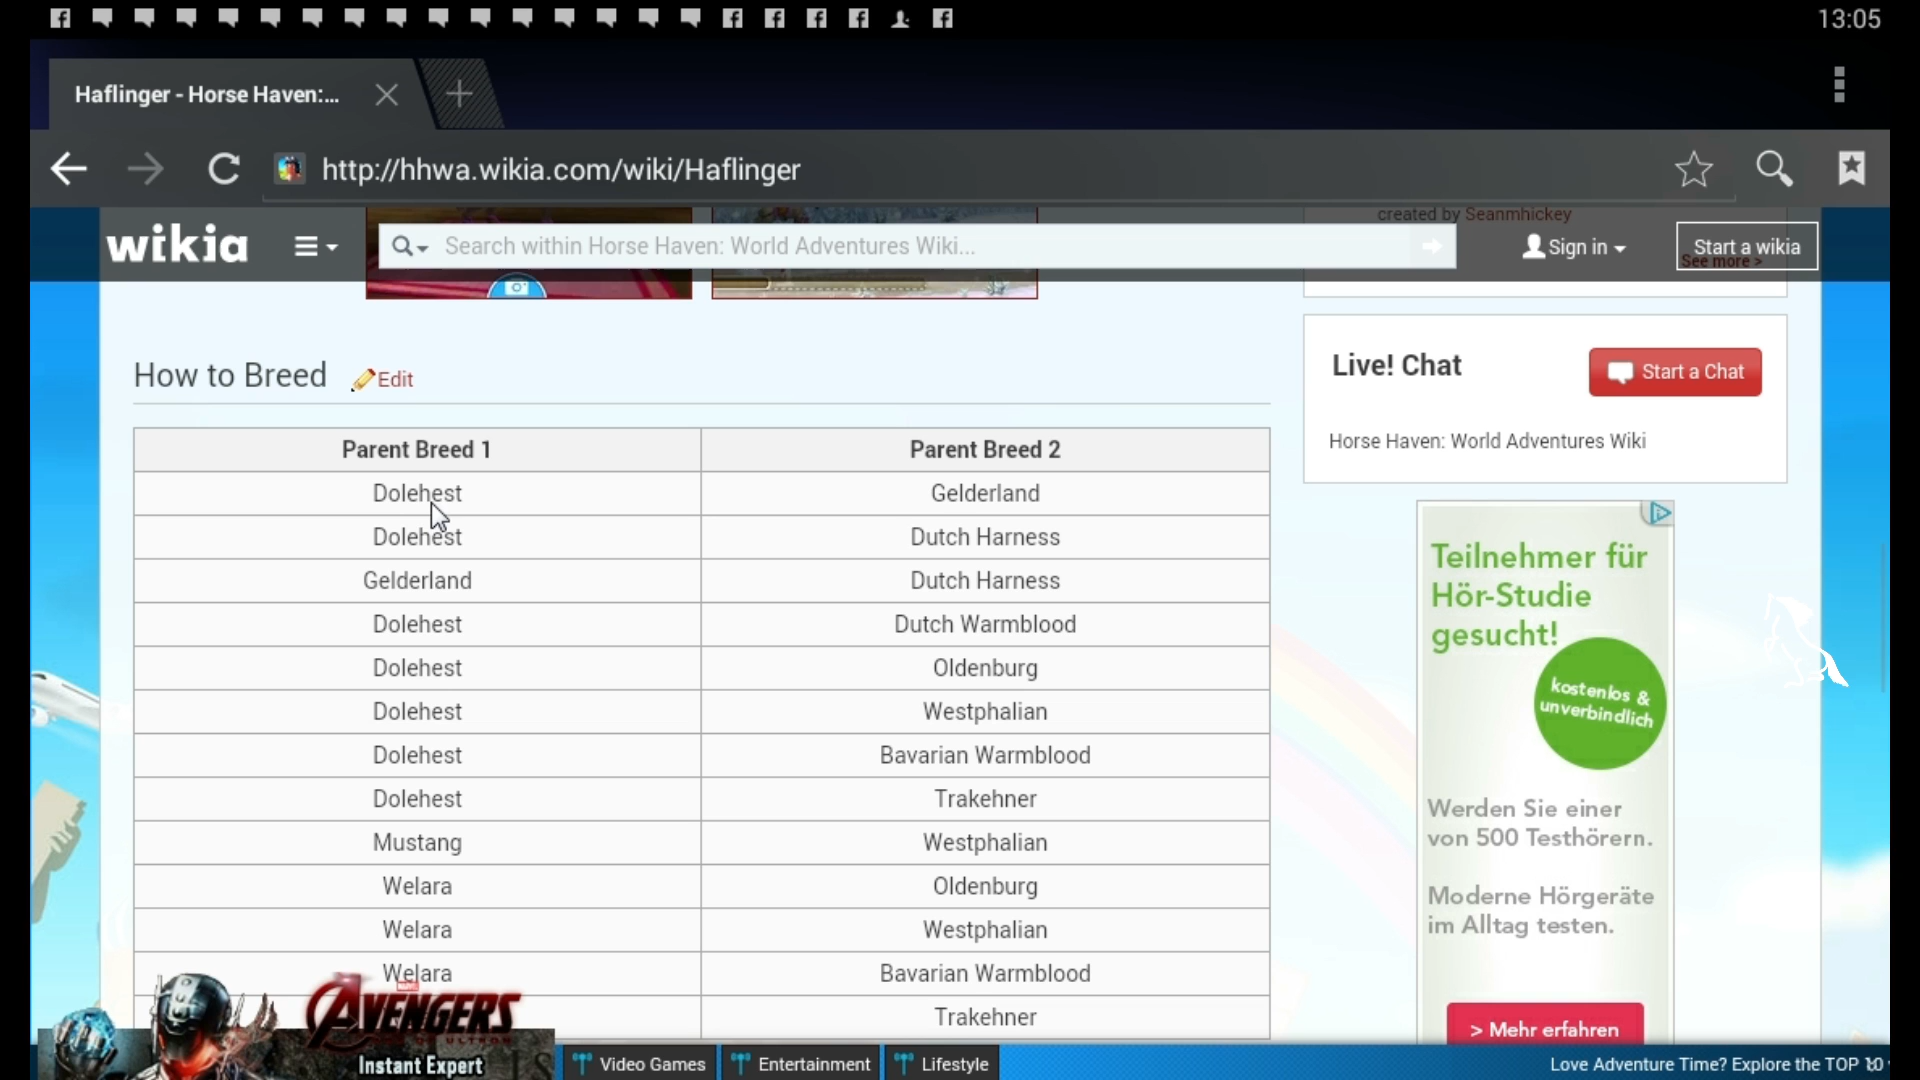 13:05
Haflinger - Horse Haven:...
http://hhwa.wikia.com/wiki/Haflinger
created by Seanmhickey
wikia
Search within Horse Haven: World Adventures Wiki...
Sign in
Start a wikia
See more >
How to Breed Edit
Parent Breed 1 Parent Breed 2
Dolehest Gelderland
Dolehest Dutch Harness
Gelderland Dutch Harness
Dolehest Dutch Warmblood
Dolehest Oldenburg
Dolehest Westphalian
Dolehest Bavarian Warmblood
Dolehest Trakehner
Mustang Westphalian
Welara Oldenburg
Welara Westphalian
Welara Bavarian Warmblood
Trakehner
Live! Chat
Start a Chat
Horse Haven: World Adventures Wiki
Teilnehmer für
Hör-Studie
gesucht!
kostenlos &
unverbindlich
Werden Sie einer
von 500 Testhörern.
Moderne Hörgeräte
im Alltag testen.
> Mehr erfahren
MARVEL
AVENGERS
AGE OF ULTRON
Instant Expert
Video Games
Entertainment
Lifestyle
Love Adventure Time? Explore the TOP 10